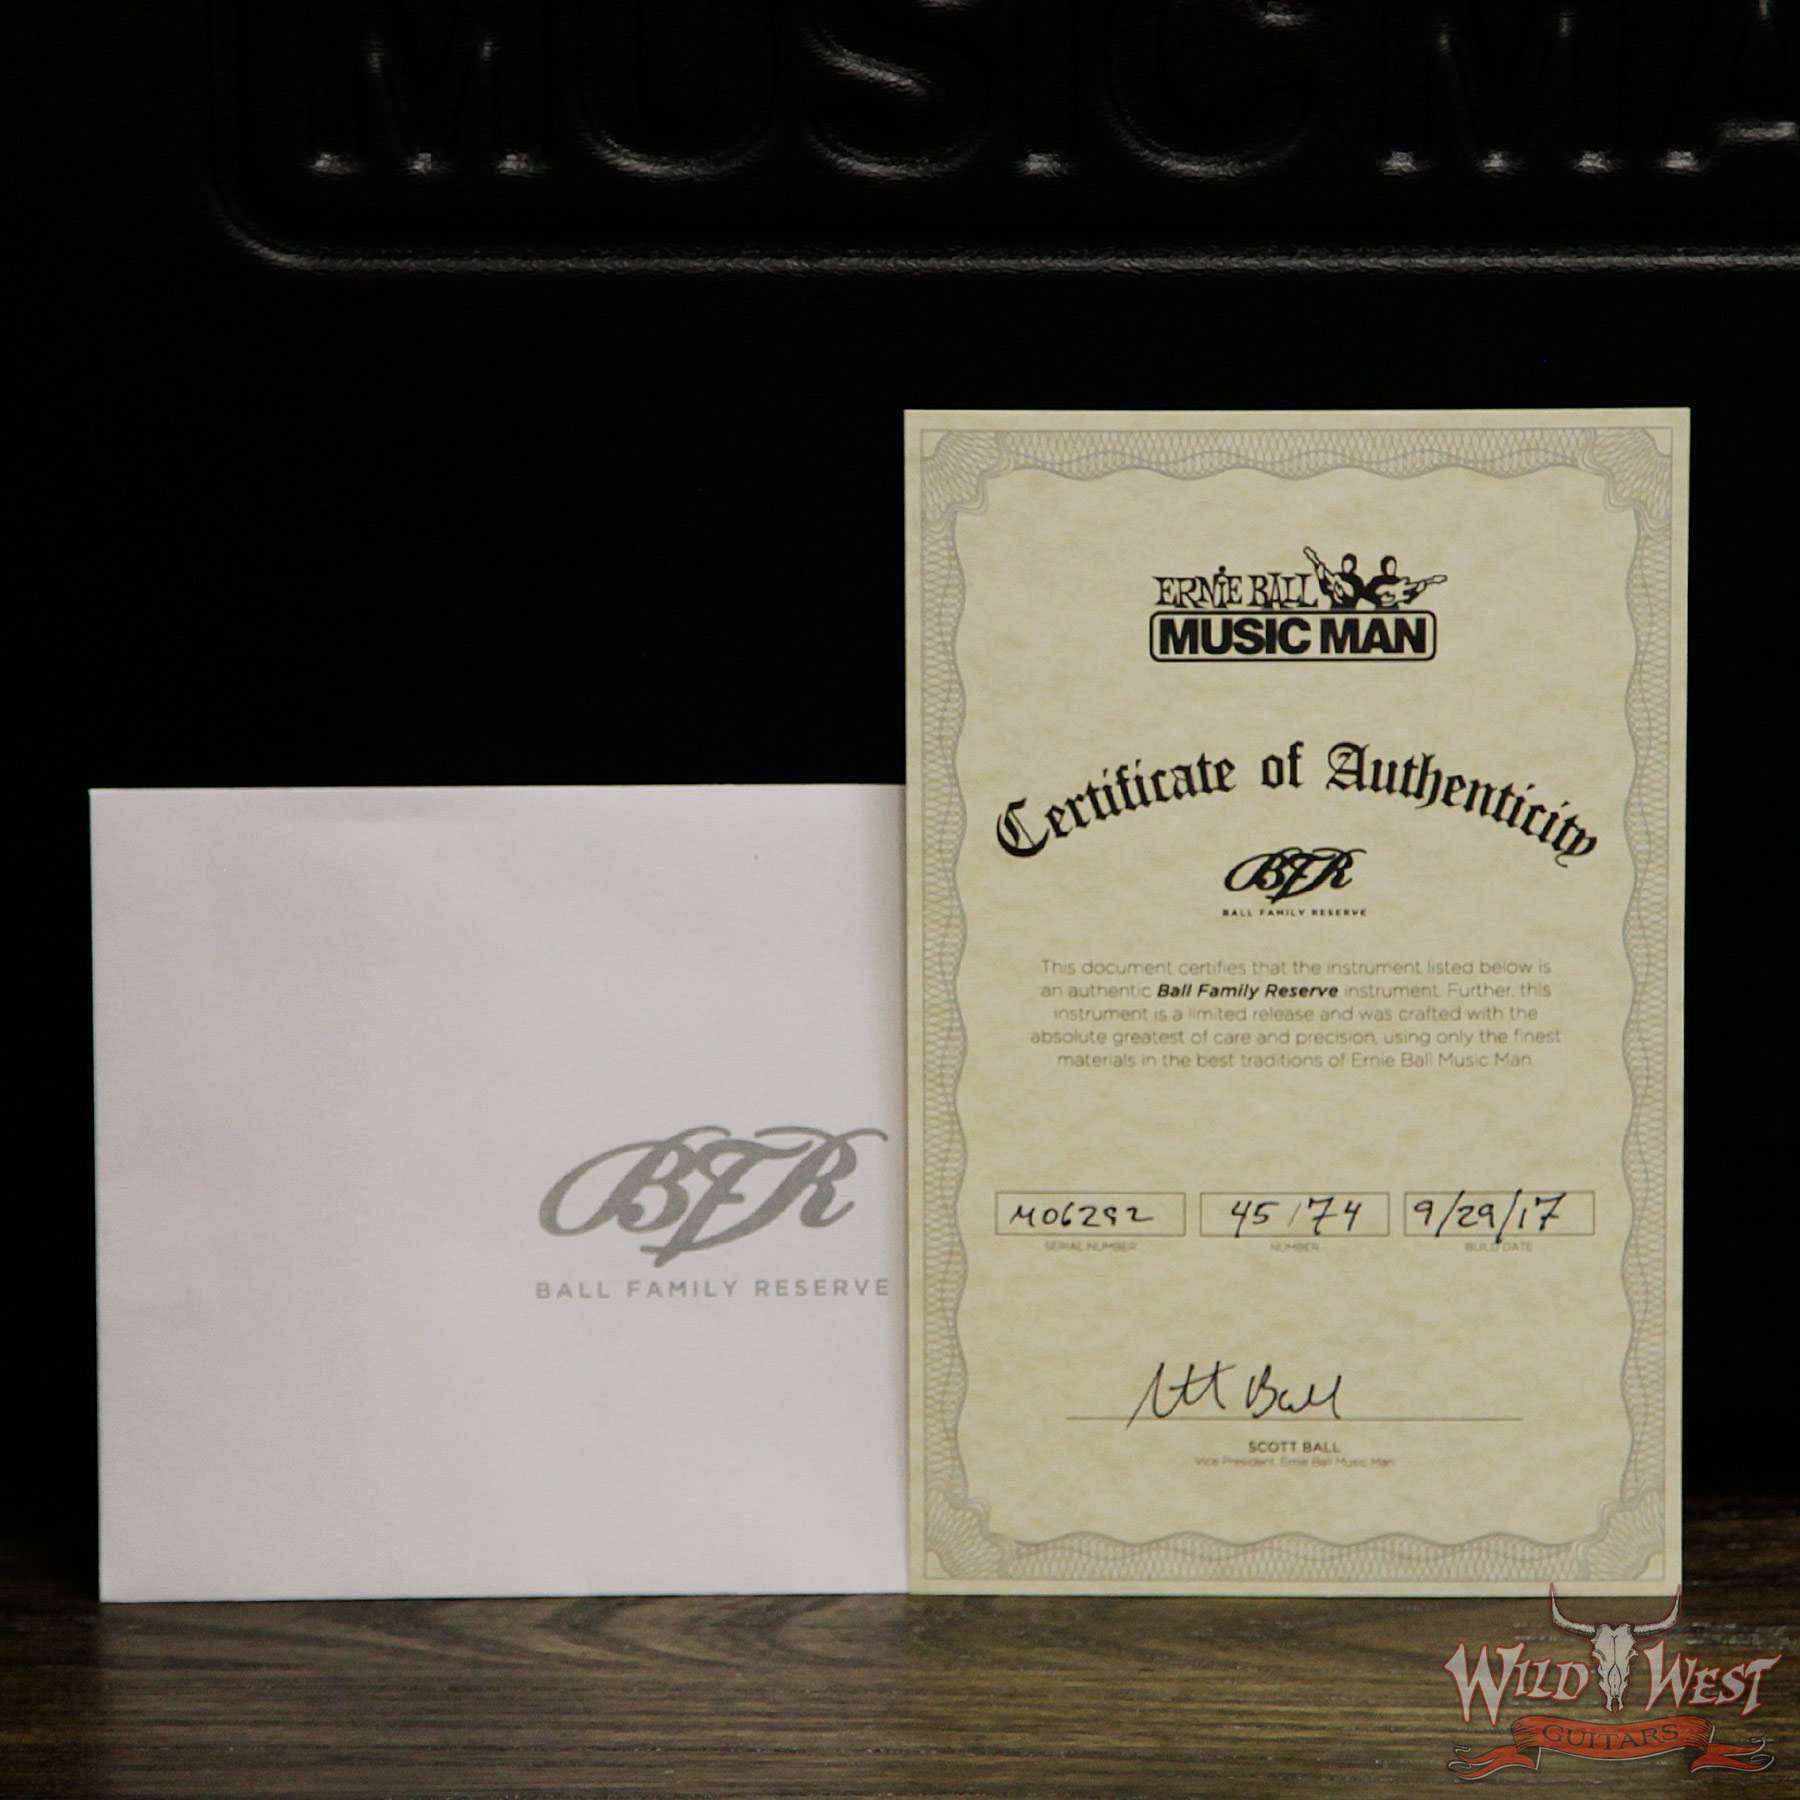 MUSIC MA
ERNIE BALL
MUSIC MAN
Certificate of Authenticity
BFR
BALL FAMILY RESERVE
This document certifies that the instrument listed below is
an authentic Ball Family Reserve instrument. Further, this
instrument is a limited release and was crafted with the
absolute greatest of care and precision, using only the finest
materials in the best traditions of Ernie Ball Music Man.
M06292 45/74 9/29/17
SERIAL NUMBER NUMBER BUILD DATE
Scott Ball
SCOTT BALL
Vice President, Ernie Ball Music Man
BFR
BALL FAMILY RESERVE
WILD WEST
GUITARS